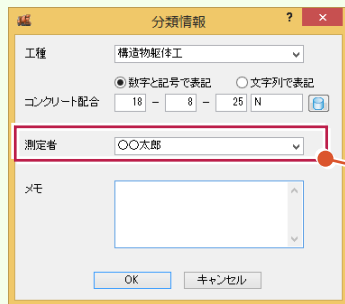 分類情報 ? ×
工種 構造物躯体工
数字と記号で表記 文字列で表記
コンクリート配合 18 － 8 － 25 N
測定者 〇〇太郎
メモ
OK キャンセル